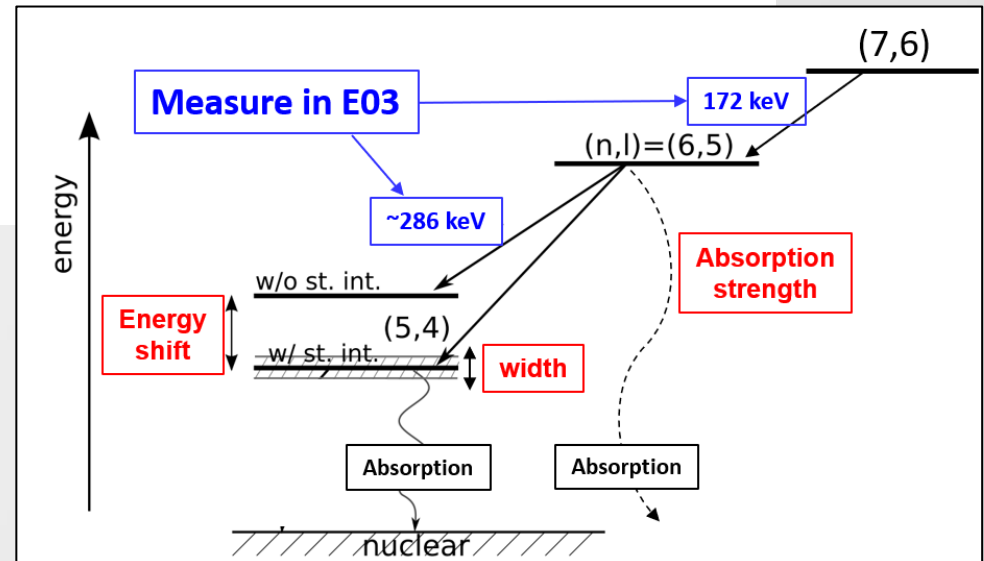 (7,6)
Measure in E03
172 keV
(n,l)=(6,5)
energy
~286 keV
Absorption
strength
w/o st. int.
Energy
shift
(5,4)
w/ st. int.
width
Absorption
Absorption
nuclear